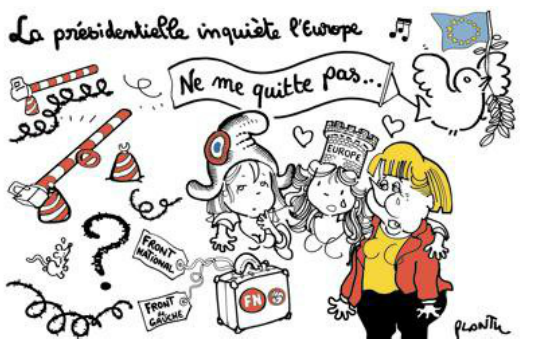 La présidentielle inquiète l'Europe
Ne me quitte pas...
EUROPE
FRONT
NATIONAL
FRONT
de
GAUCHE
FN
PLANTU